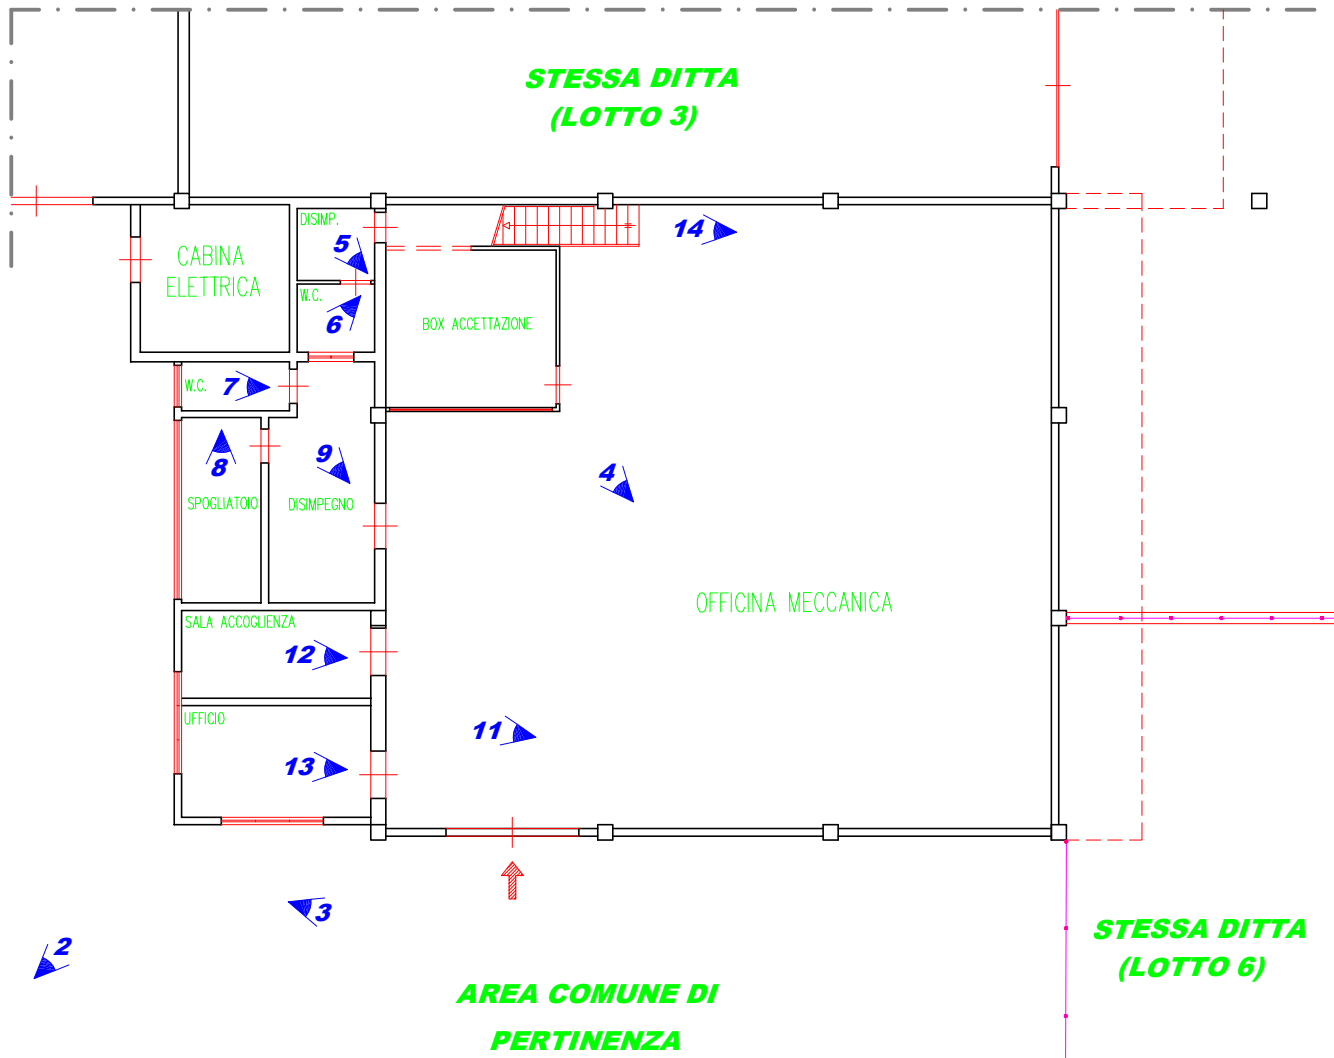 STESSA DITTA
(LOTTO 3)
DISIMP.
14
5
CABINA
ELETTRICA
W.C.
6
BOX ACCETTAZIONE
W.C.
7
9
8
4
SPOGLIATOIO
DISIMPEGNO
OFFICINA MECCANICA
SALA ACCOGLIENZA
12
UFFICIO
11
13
3
2
STESSA DITTA
(LOTTO 6)
AREA COMUNE DI
PERTINENZA